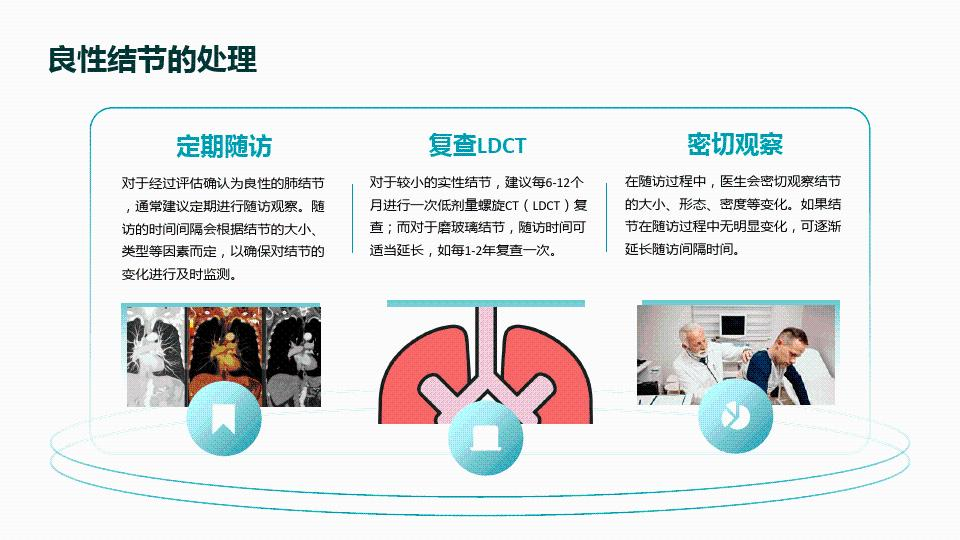 良性结节的处理
定期随访
对于经过评估确认为良性的肺结节
，通常建议定期进行随访观察。随
访的时间间隔会根据结节的大小、
类型等因素而定，以确保对结节的
变化进行及时监测。
复查LDCT
对于较小的实性结节，建议每6-12个
月进行一次低剂量螺旋CT（LDCT）复
查；而对于磨玻璃结节，随访时间可
适当延长，如每1-2年复查一次。
密切观察
在随访过程中，医生会密切观察结节
的大小、形态、密度等变化。如果结
节在随访过程中无明显变化，可逐渐
延长随访间隔时间。